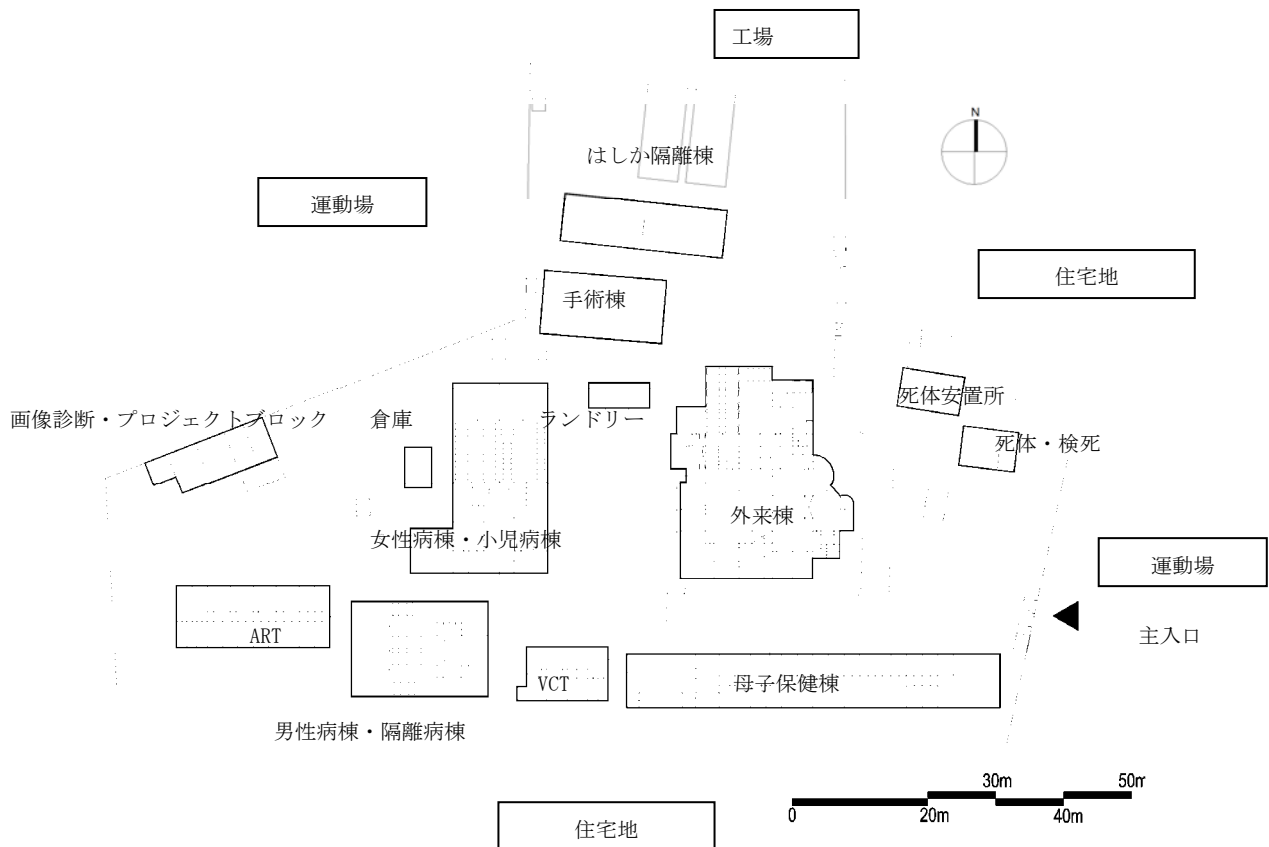 工場
N
はしか隔離棟
運動場
住宅地
手術棟
死体安置所
画像診断・プロジェクトブロック
倉庫
ランドリー
死体・検死
外来棟
女性病棟・小児病棟
運動場
ART
主入口
VCT
母子保健棟
男性病棟・隔離病棟
30m
50m
0
20m
40m
住宅地